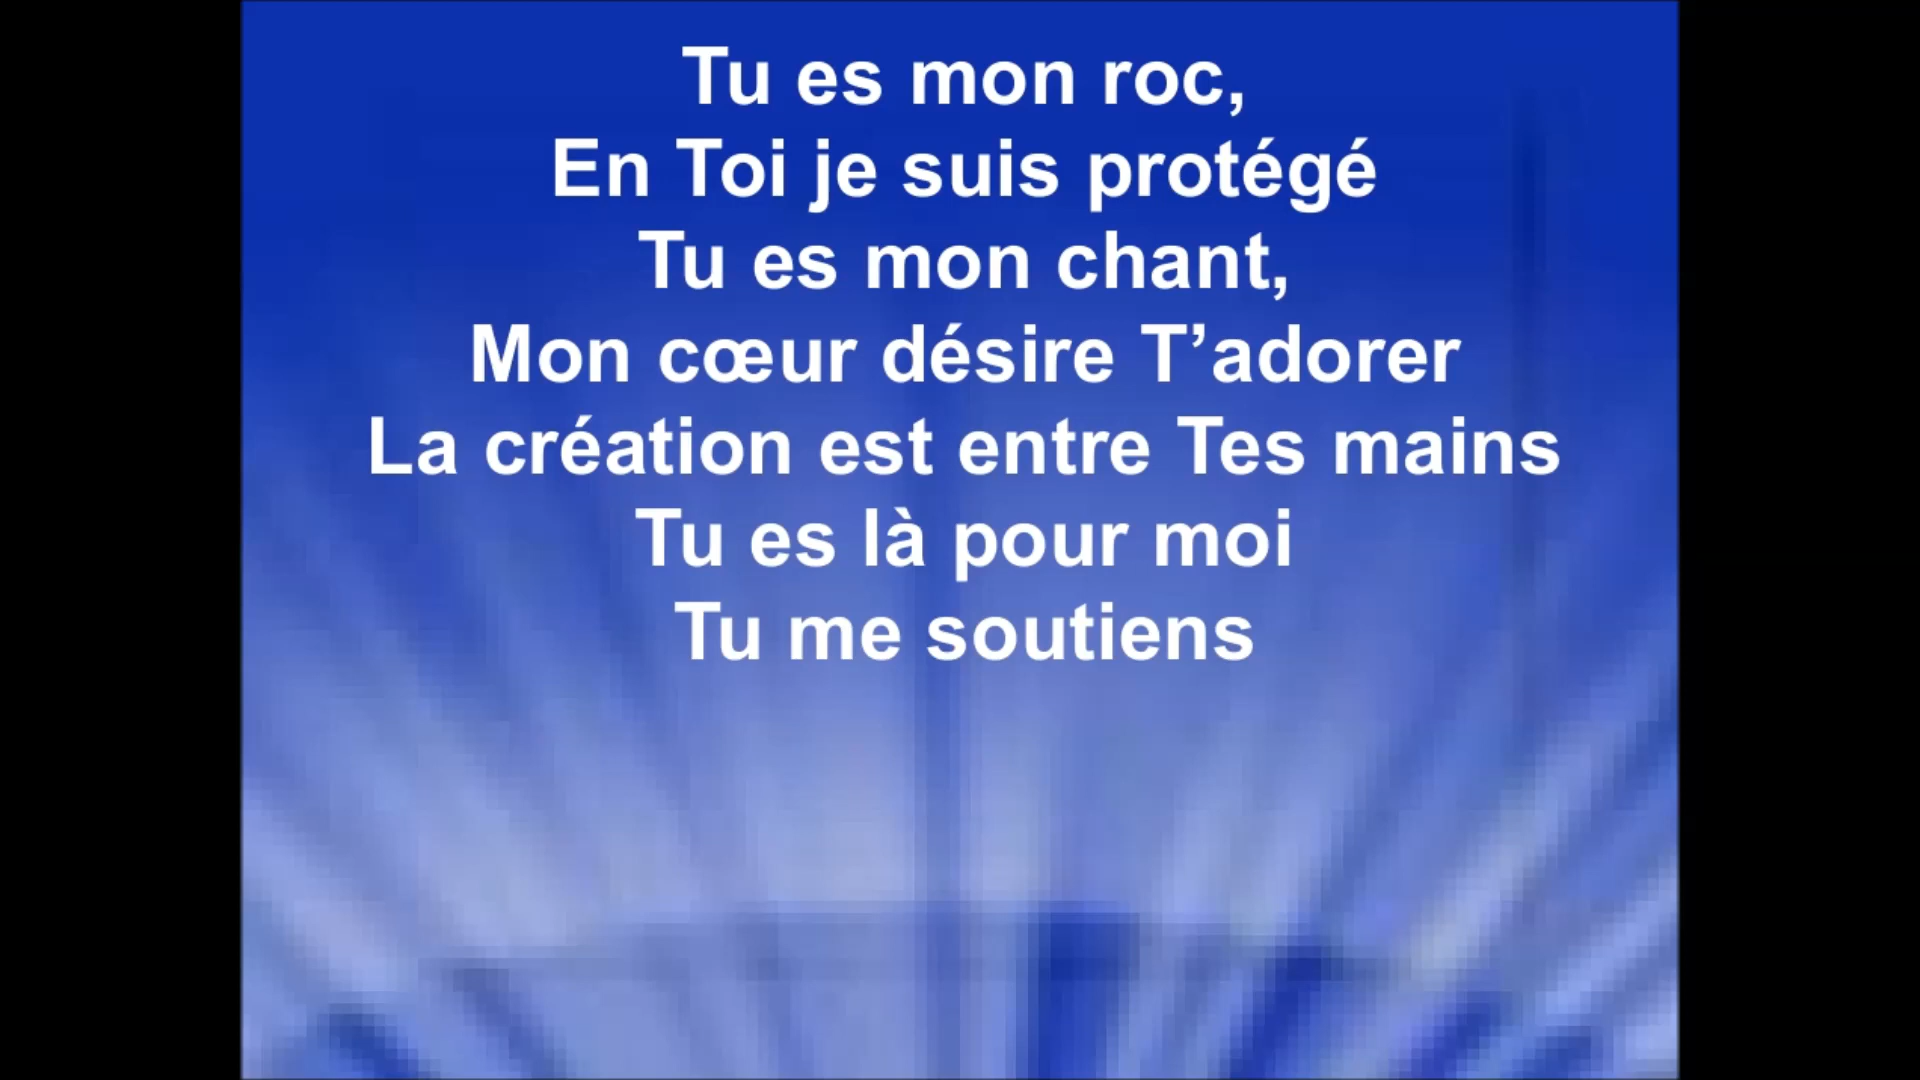 Tu es mon roc,
En Toi je suis protégé
Tu es mon chant,
Mon cœur désire T’adorer
La création est entre Tes mains
Tu es là pour moi
Tu me soutiens